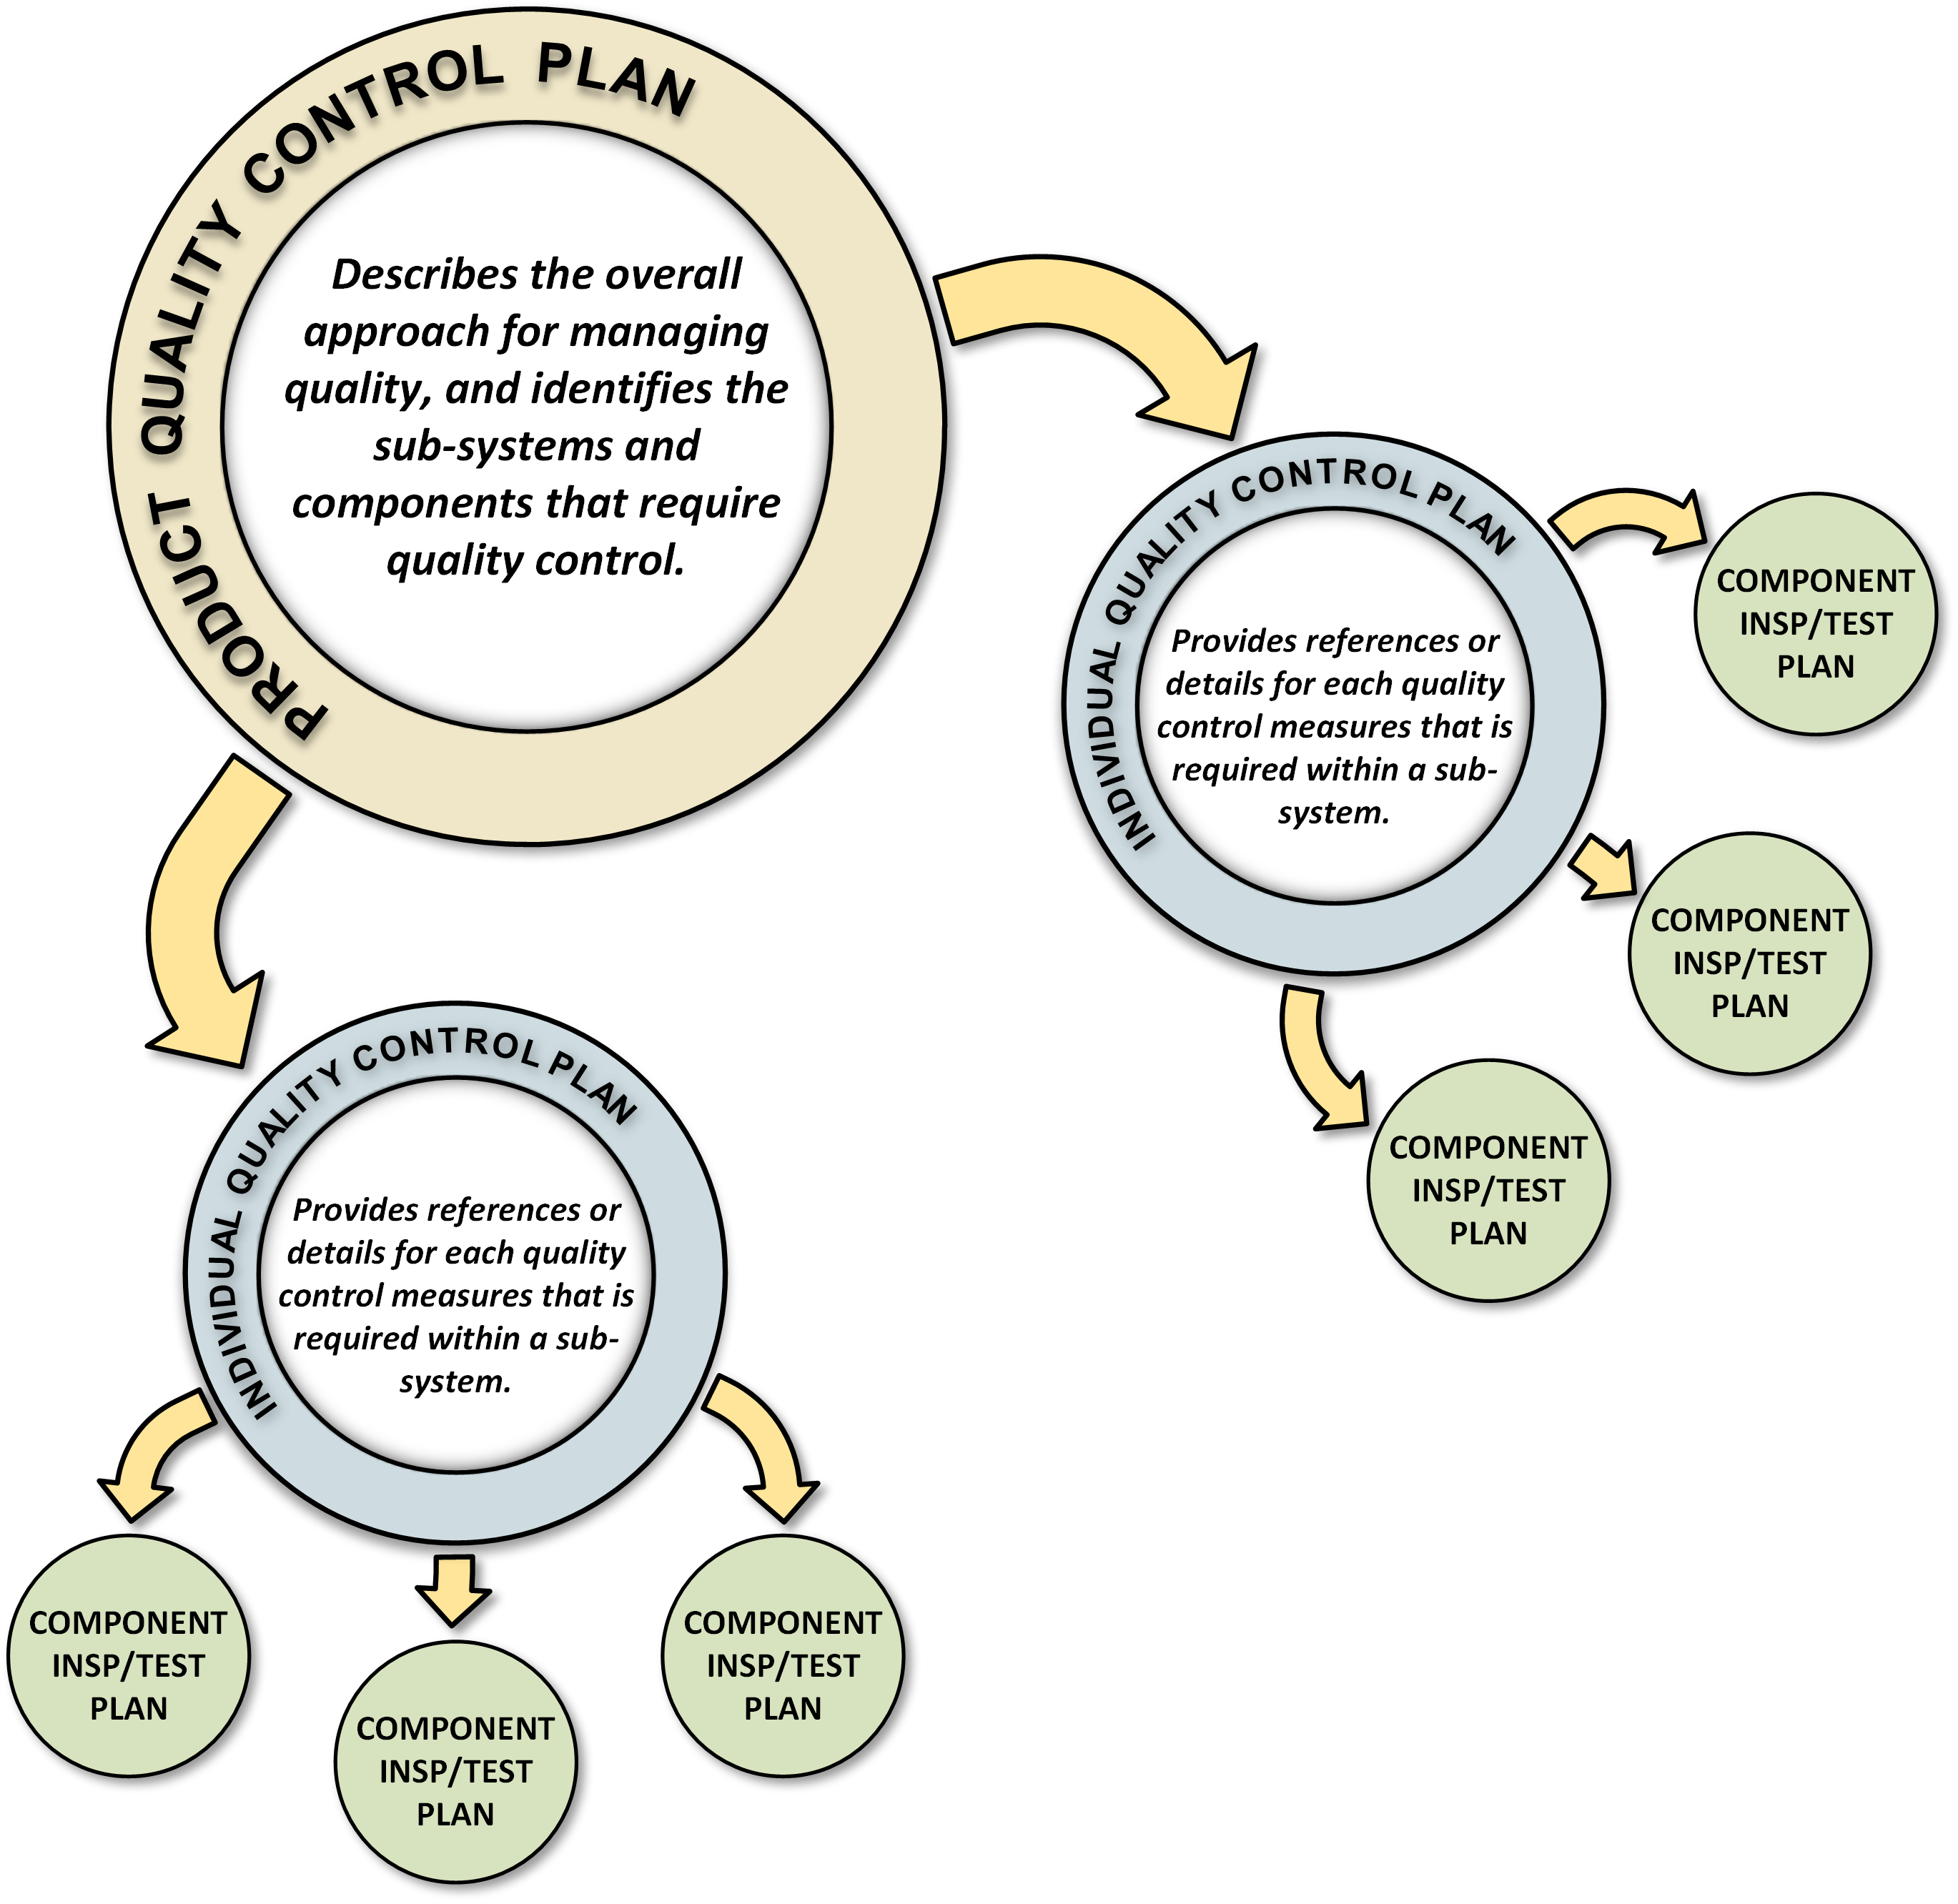 PRODUCT QUALITY CONTROL PLAN
Describes the overall
approach for managing
quality, and identifies the
sub-systems and
components that require
quality control.
INDIVIDUAL QUALITY CONTROL PLAN
Provides references or
details for each quality
control measures that is
required within a sub-
system.
COMPONENT
INSP/TEST
PLAN
COMPONENT
INSP/TEST
PLAN
COMPONENT
INSP/TEST
PLAN
INDIVIDUAL QUALITY CONTROL PLAN
Provides references or
details for each quality
control measures that is
required within a sub-
system.
COMPONENT
INSP/TEST
PLAN
COMPONENT
INSP/TEST
PLAN
COMPONENT
INSP/TEST
PLAN